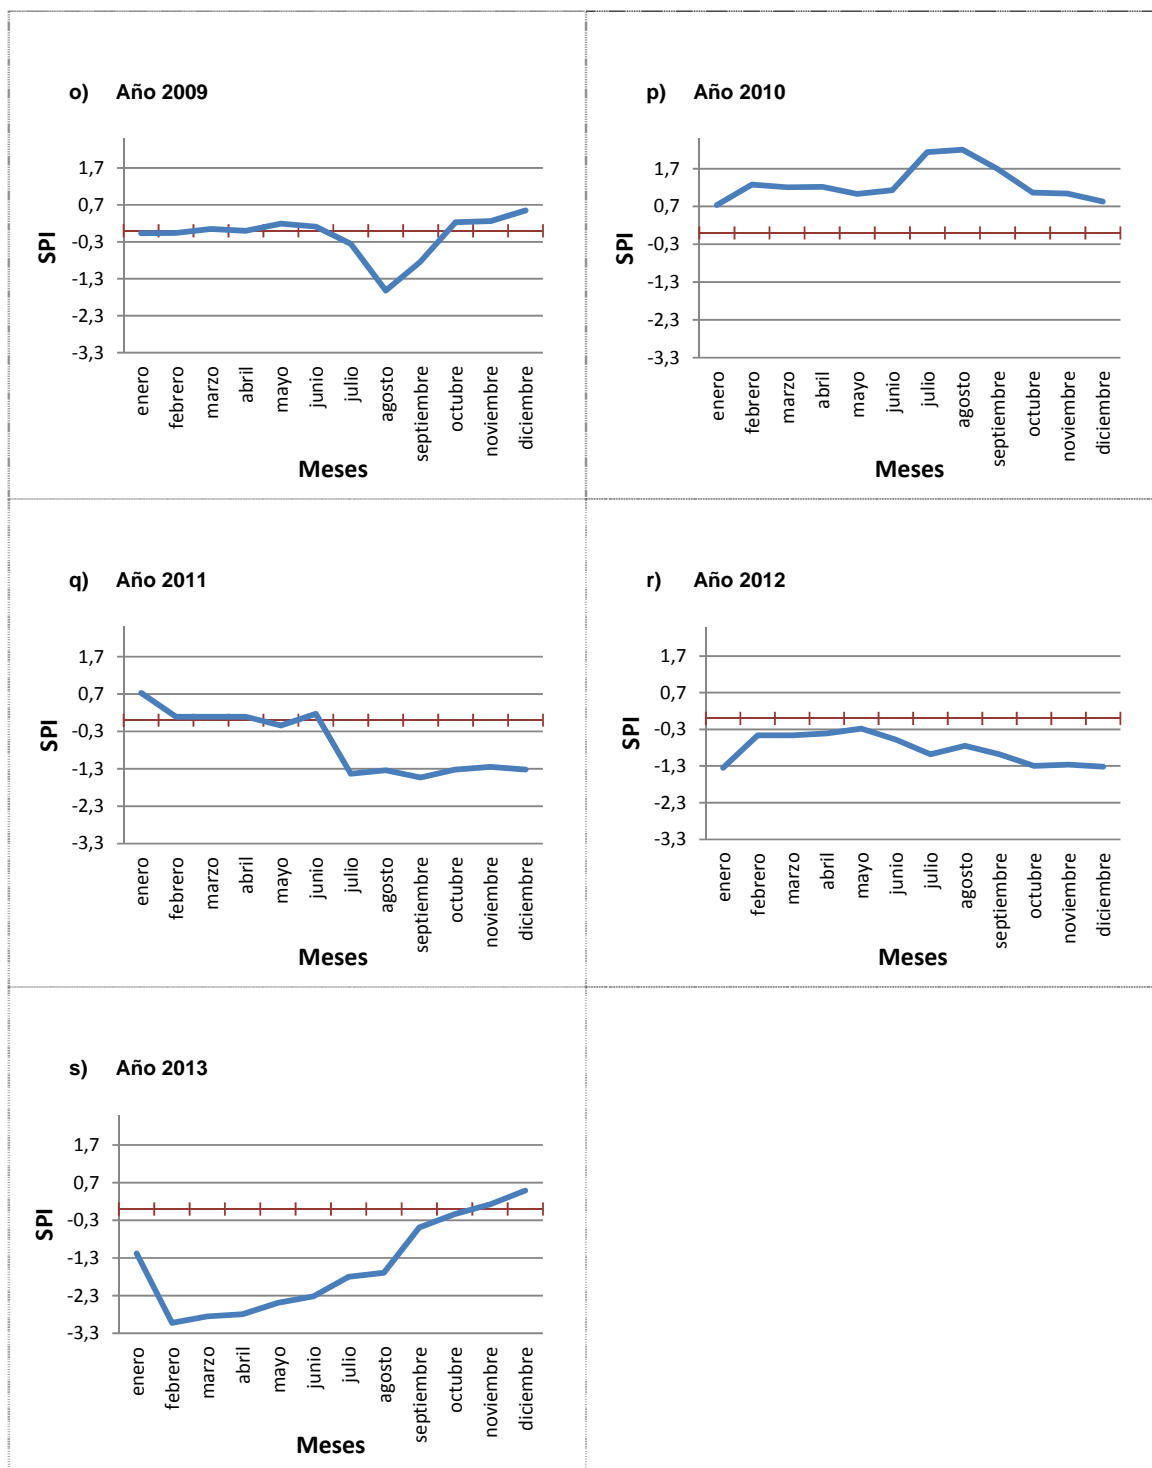 o) Año 2009
1,7
0,7
-0,3
-1,3
-2,3
-3,3
SPI
enero
febrero
marzo
abril
mayo
junio
julio
agosto
septiembre
octubre
noviembre
diciembre
Meses
p) Año 2010
1,7
0,7
-0,3
-1,3
-2,3
-3,3
SPI
enero
febrero
marzo
abril
mayo
junio
julio
agosto
septiembre
octubre
noviembre
diciembre
Meses
q) Año 2011
1,7
0,7
-0,3
-1,3
-2,3
-3,3
SPI
enero
febrero
marzo
abril
mayo
junio
julio
agosto
septiembre
octubre
noviembre
diciembre
Meses
r) Año 2012
1,7
0,7
-0,3
-1,3
-2,3
-3,3
SPI
enero
febrero
marzo
abril
mayo
junio
julio
agosto
septiembre
octubre
noviembre
diciembre
Meses
s) Año 2013
1,7
0,7
-0,3
-1,3
-2,3
-3,3
SPI
enero
febrero
marzo
abril
mayo
junio
julio
agosto
septiembre
octubre
noviembre
diciembre
Meses